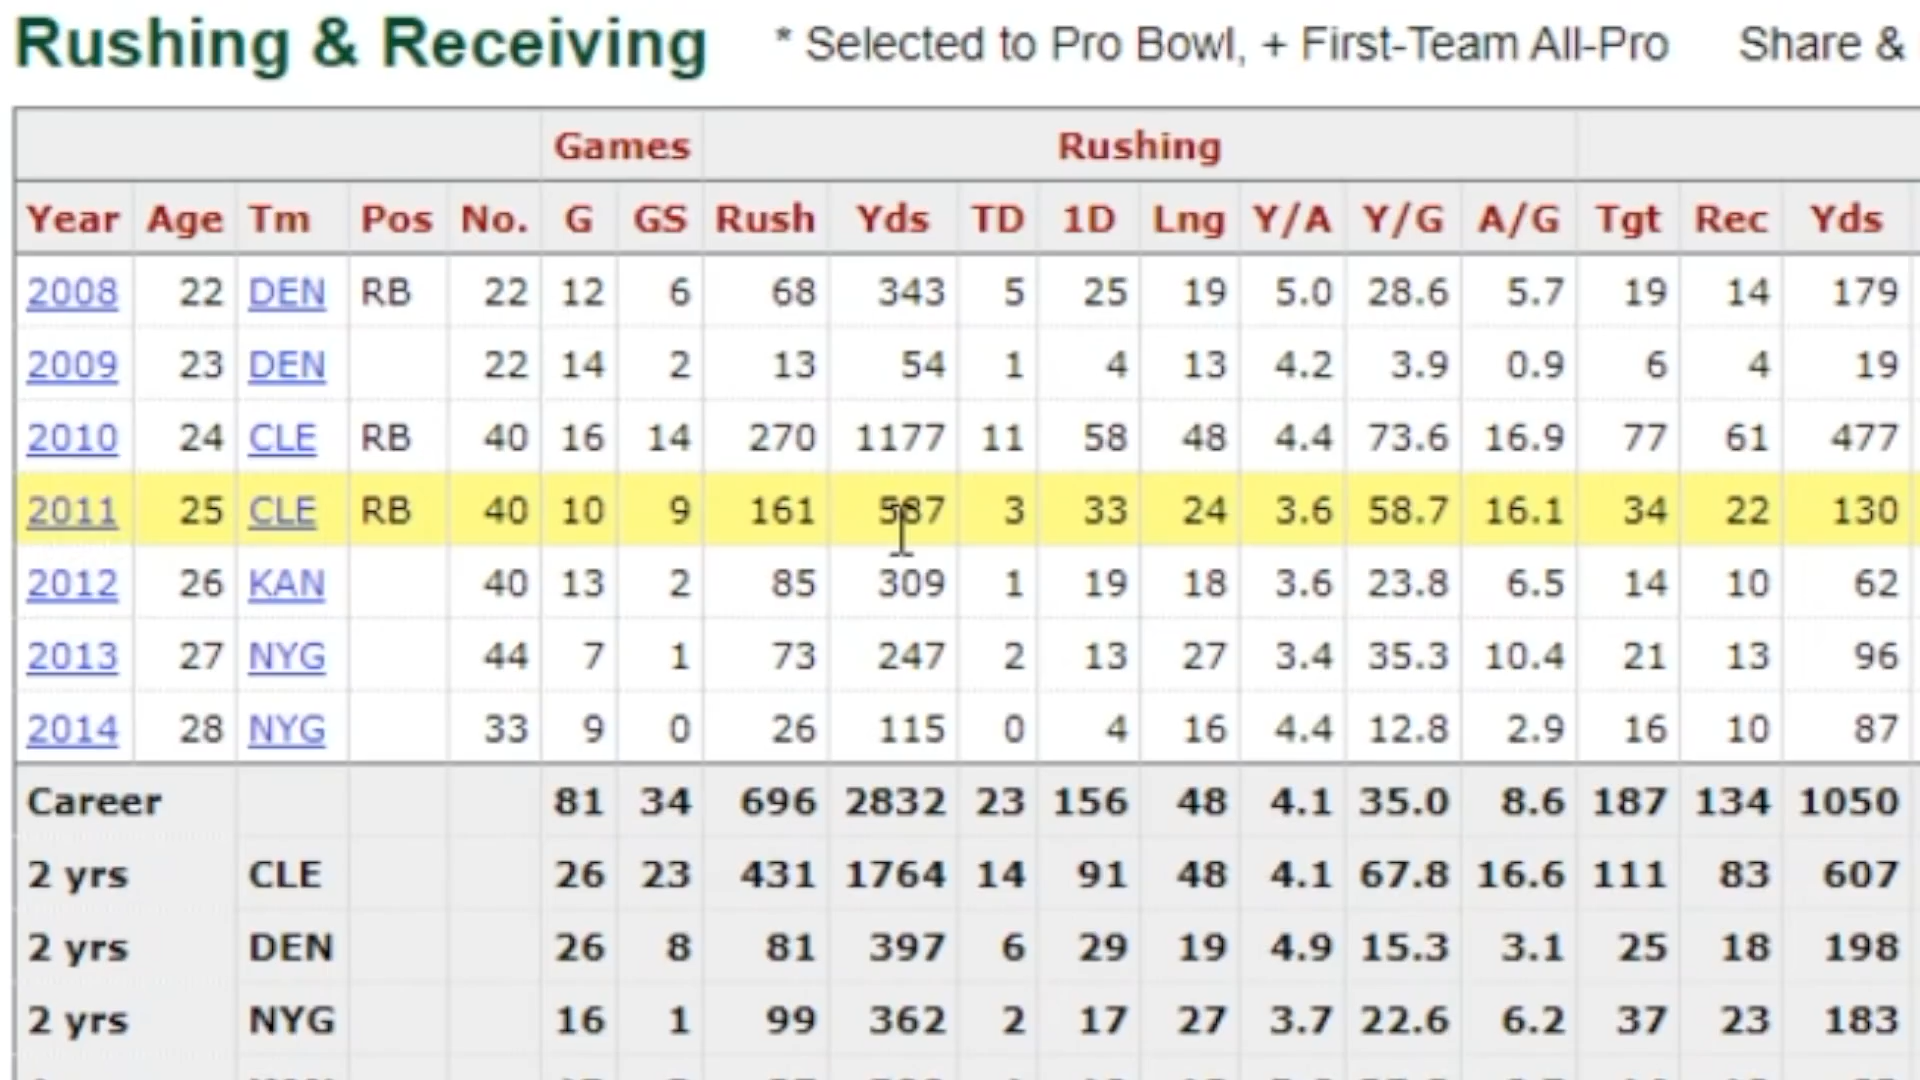 Rushing & Receiving * Selected to Pro Bowl, + First-Team All-Pro Share &
Games Rushing
Year Age Tm Pos No. G GS Rush Yds TD 1D Lng Y/A Y/G A/G Tgt Rec Yds
2008 22 DEN RB 22 12 6 68 343 5 25 19 5.0 28.6 5.7 19 14 179
2009 23 DEN 22 14 2 13 54 1 4 13 4.2 3.9 0.9 6 4 19
2010 24 CLE RB 40 16 14 270 1177 11 58 48 4.4 73.6 16.9 77 61 477
2011 25 CLE RB 40 10 9 161 587 3 33 24 3.6 58.7 16.1 34 22 130
2012 26 KAN 40 13 2 85 309 1 19 18 3.6 23.8 6.5 14 10 62
2013 27 NYG 44 7 1 73 247 2 13 27 3.4 35.3 10.4 21 13 96
2014 28 NYG 33 9 0 26 115 0 4 16 4.4 12.8 2.9 16 10 87
Career 81 34 696 2832 23 156 48 4.1 35.0 8.6 187 134 1050
2 yrs CLE 26 23 431 1764 14 91 48 4.1 67.8 16.6 111 83 607
2 yrs DEN 26 8 81 397 6 29 19 4.9 15.3 3.1 25 18 198
2 yrs NYG 16 1 99 362 2 17 27 3.7 22.6 6.2 37 23 183